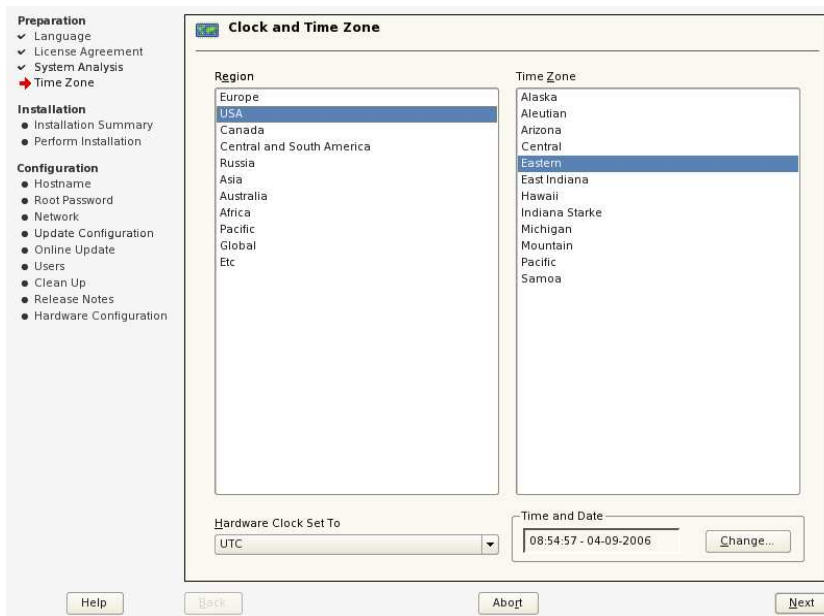 Preparation
Language
License Agreement
System Analysis
Time Zone
Installation
Installation Summary
Perform Installation
Configuration
Hostname
Root Password
Network
Update Configuration
Online Update
Users
Clean Up
Release Notes
Hardware Configuration
Clock and Time Zone
Region
Europe
USA
Canada
Central and South America
Russia
Asia
Australia
Africa
Pacific
Global
Etc
Time Zone
Alaska
Aleutian
Arizona
Central
Eastern
East Indiana
Hawaii
Indiana Starke
Michigan
Mountain
Pacific
Samoa
Hardware Clock Set To
UTC
Time and Date
08:54:57 - 04-09-2006
Change...
Help
Back
Abort
Next